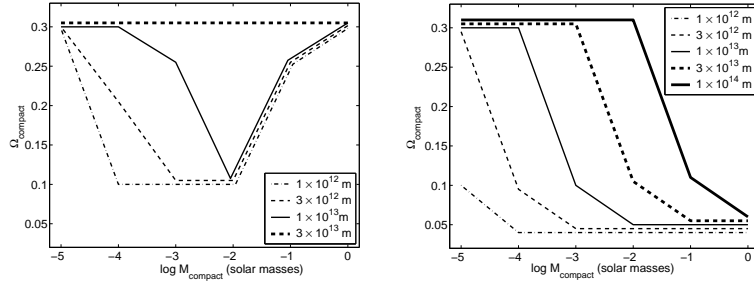 0.3
0.25
0.2
0.15
0.1
0.05
Ω_compact
−5 −4 −3 −2 −1 0
log M_compact (solar masses)
1 × 10^12 m
3 × 10^12 m
1 × 10^13 m
3 × 10^13 m
0.3
0.25
0.2
0.15
0.1
0.05
Ω_compact
−5 −4 −3 −2 −1 0
log M_compact (solar masses)
1 × 10^12 m
3 × 10^12 m
1 × 10^13 m
3 × 10^13 m
1 × 10^14 m